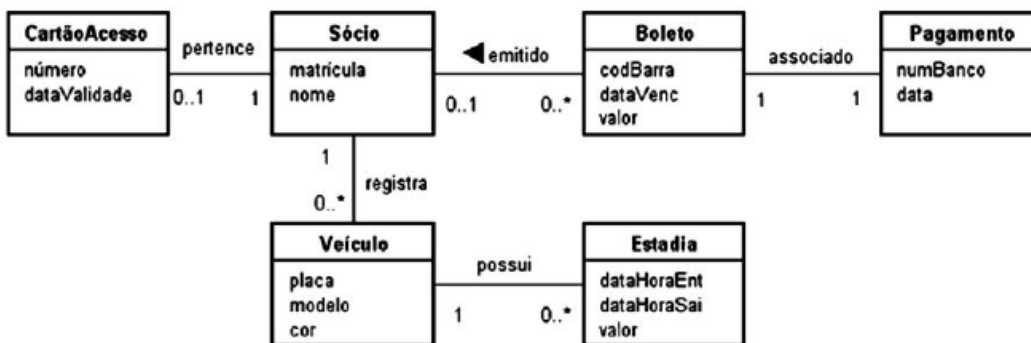 CartãoAcesso
número
dataValidade
pertence
0..1
1
Sócio
matrícula
nome
emitido
0..1
0..*
Boleto
codBarra
dataVenc
valor
associado
1
1
Pagamento
numBanco
data
1
registra
0..*
Veículo
placa
modelo
cor
possui
1
0..*
Estadia
dataHoraEnt
dataHoraSai
valor